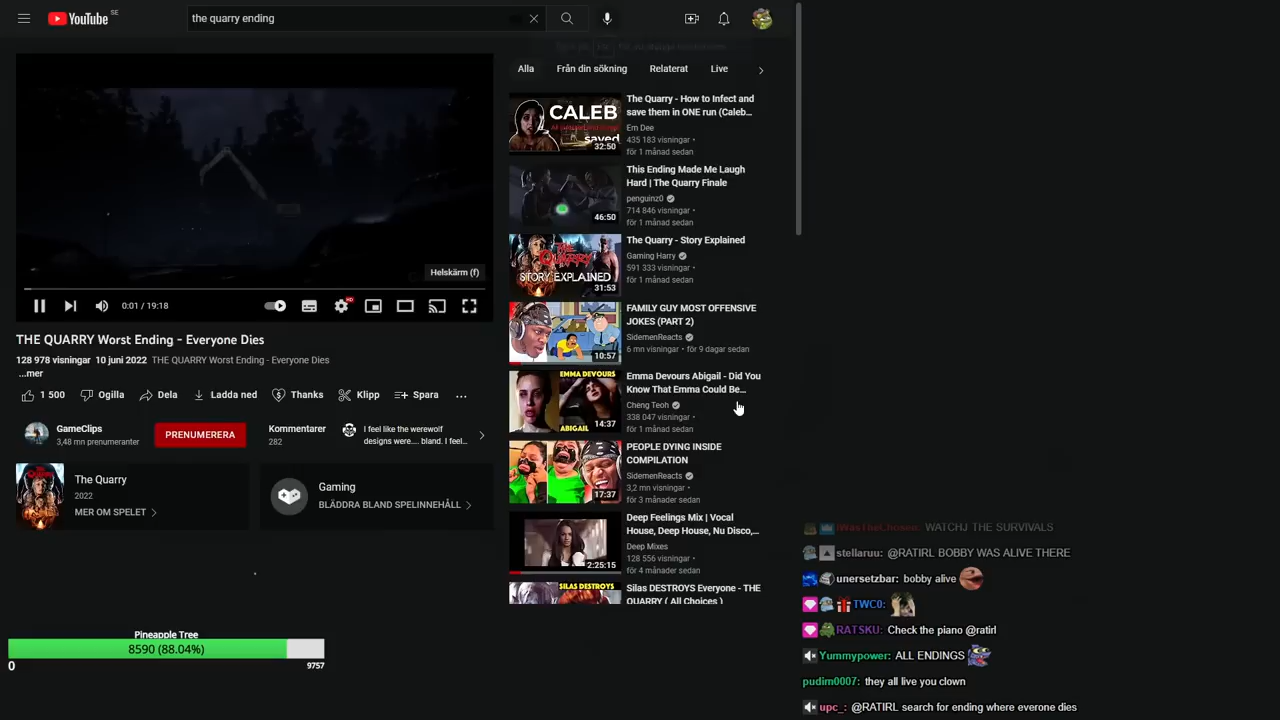 YouTube SE
the quarry ending
Alla
Från din sökning
Relaterat
Live
Helskärm (f)
HD
0:01 / 19:18
THE QUARRY Worst Ending - Everyone Dies
128 978 visningar 10 juni 2022 THE QUARRY Worst Ending - Everyone Dies
...mer
1 500
Ogilla
Dela
Ladda ned
Thanks
Klipp
Spara
GameClips
3,48 mn prenumeranter
PRENUMERERA
Kommentarer
282
I feel like the werewolf
designs were.... bland. I feel...
The Quarry
2022
MER OM SPELET
Gaming
BLÄDDRA BLAND SPELINNEHÅLL
CALEB
saved
32:50
The Quarry - How to Infect and
save them in ONE run (Caleb...
Em Dee
435 183 visningar •
för 1 månad sedan
46:50
This Ending Made Me Laugh
Hard | The Quarry Finale
penguinz0
714 846 visningar •
för 1 månad sedan
STORY EXPLAINED
31:53
The Quarry - Story Explained
Gaming Harry
591 333 visningar •
för 1 månad sedan
10:57
FAMILY GUY MOST OFFENSIVE
JOKES (PART 2)
SidemenReacts
6 mn visningar • för 9 dagar sedan
EMMA DEVOURS
ABIGAIL
14:37
Emma Devours Abigail - Did You
Know That Emma Could Be...
Cheng Teoh
338 047 visningar •
för 1 månad sedan
17:37
PEOPLE DYING INSIDE
COMPILATION
SidemenReacts
3,2 mn visningar •
för 3 månader sedan
2:25:15
Deep Feelings Mix | Vocal
House, Deep House, Nu Disco,...
Deep Mixes
128 556 visningar •
för 4 månader sedan
SILAS DESTROYS
Silas DESTROYS Everyone - THE
QUARRY ( All Choices )
Pineapple Tree
8590 (88.04%)
0
9757
WATCHJ THE SURVIVALS
stellaruu: @RATIRL BOBBY WAS ALIVE THERE
unersetzbar: bobby alive
TWC0:
RATSKU: Check the piano @ratirl
Yummypower: ALL ENDINGS
pudim0007: they all live you clown
upc_: @RATIRL search for ending where everone dies